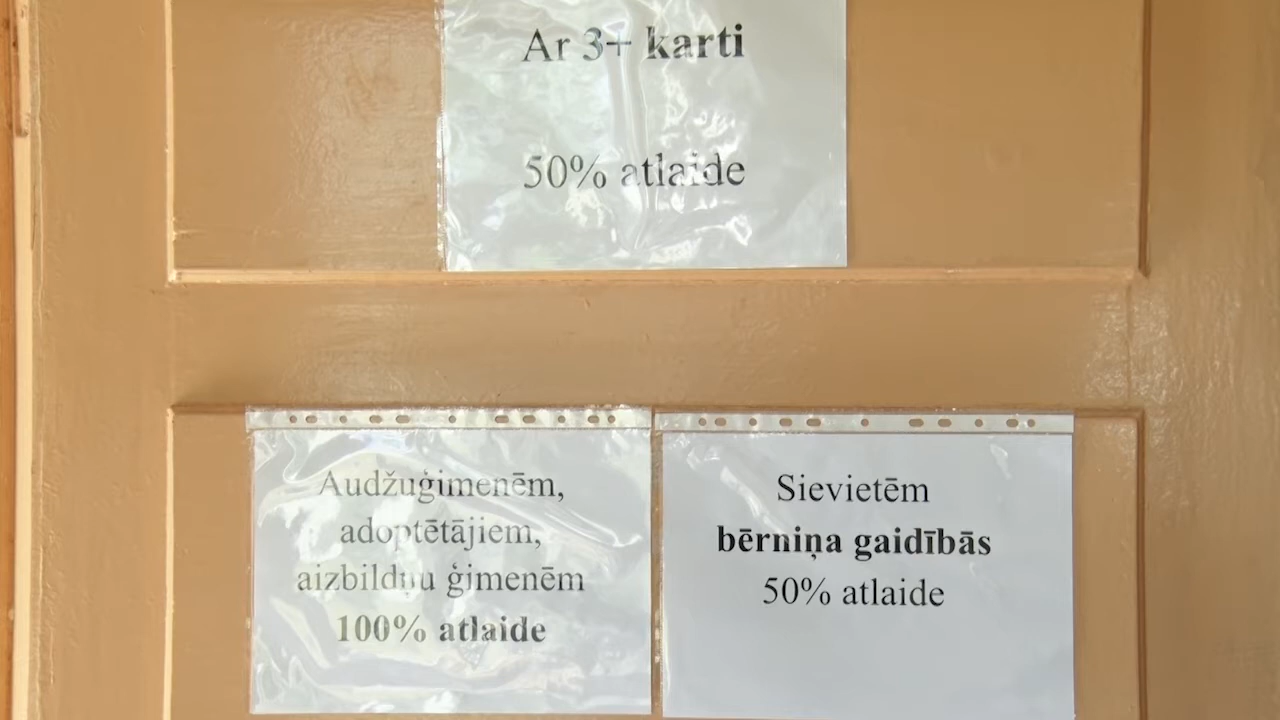 Ar 3+ karti
50% atlaide
Audžuģimenēm,
adoptētājiem,
aizbildņu ģimenēm
100% atlaide
Sievietēm
bērniņa gaidībās
50% atlaide